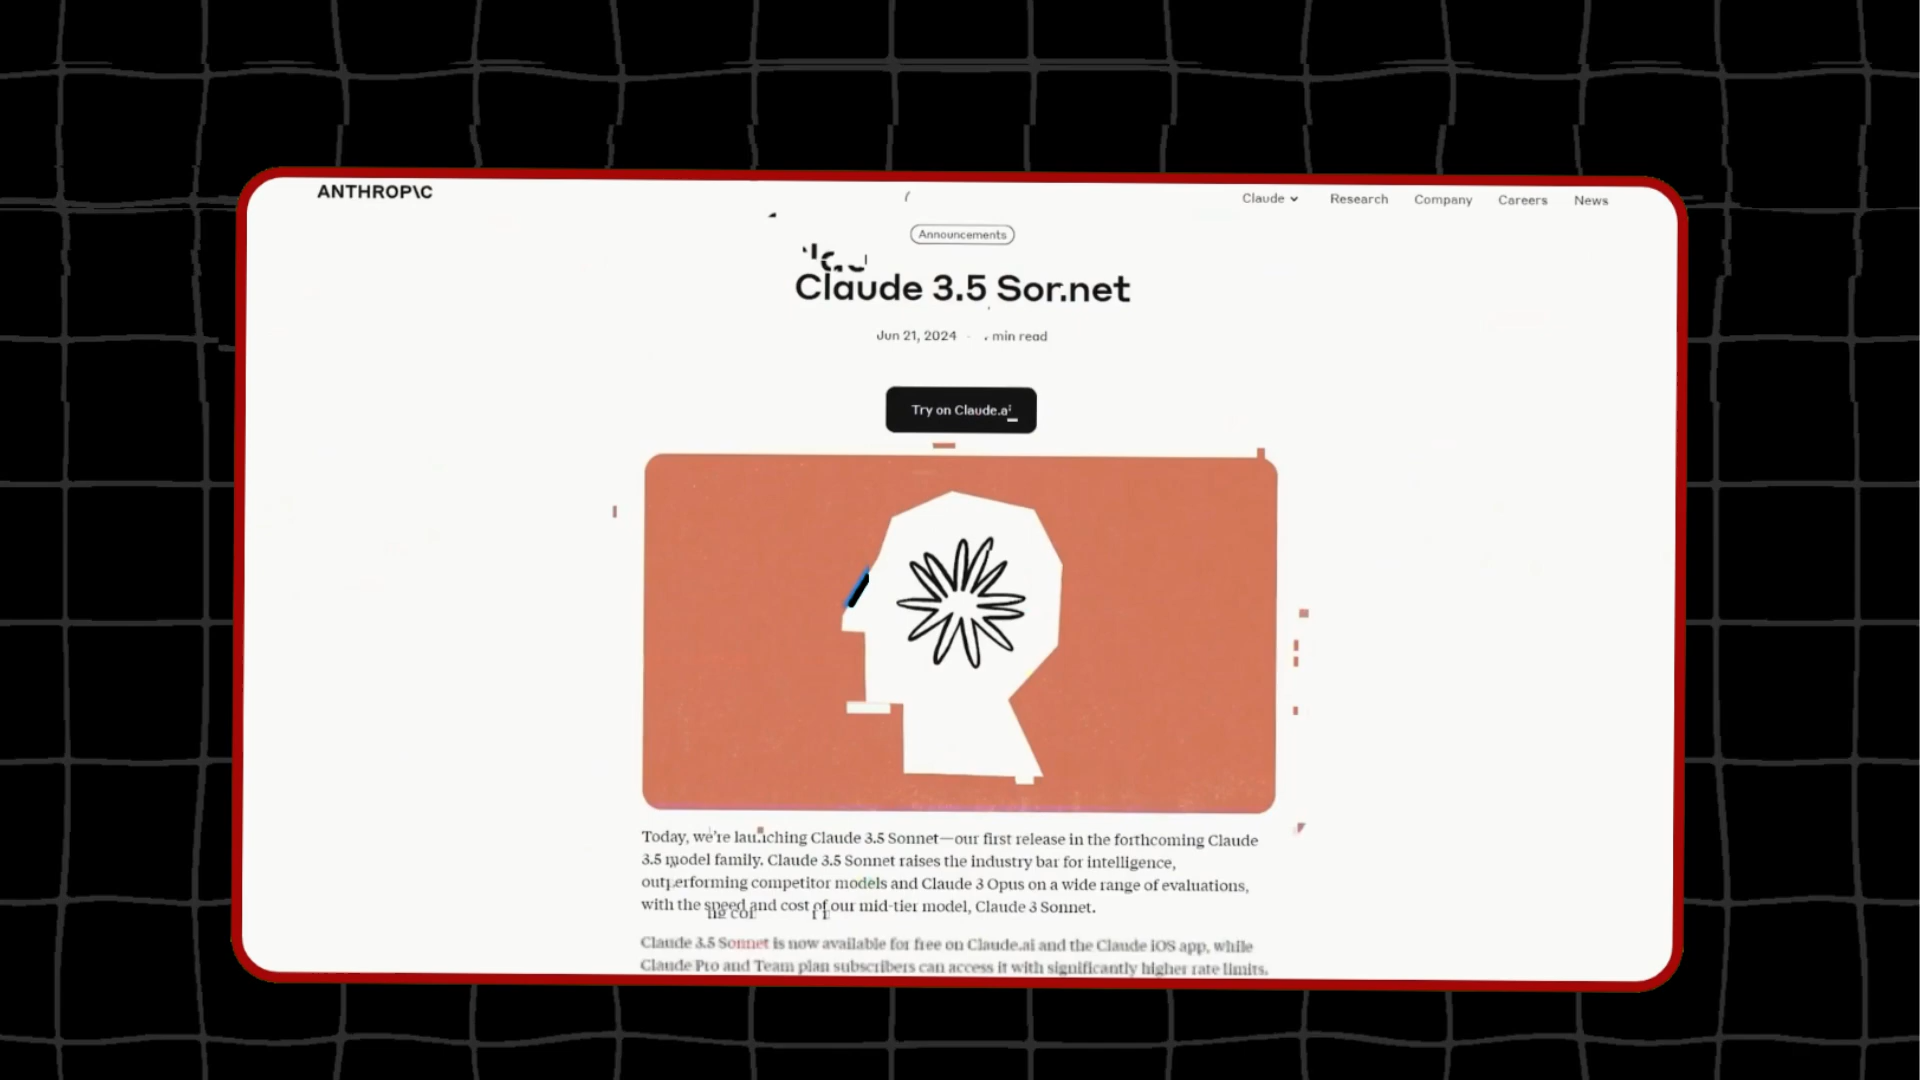 ANTHROP\C
Claude Research Company Careers News
Announcements
Claude 3.5 Sonnet
Jun 21, 2024 · min read
Try on Claude.ai
Today, we're launching Claude 3.5 Sonnet—our first release in the forthcoming Claude
3.5 model family. Claude 3.5 Sonnet raises the industry bar for intelligence,
outperforming competitor models and Claude 3 Opus on a wide range of evaluations,
with the speed and cost of our mid-tier model, Claude 3 Sonnet.
Claude 3.5 Sonnet is now available for free on Claude.ai and the Claude iOS app, while
Claude Pro and Team plan subscribers can access it with significantly higher rate limits.